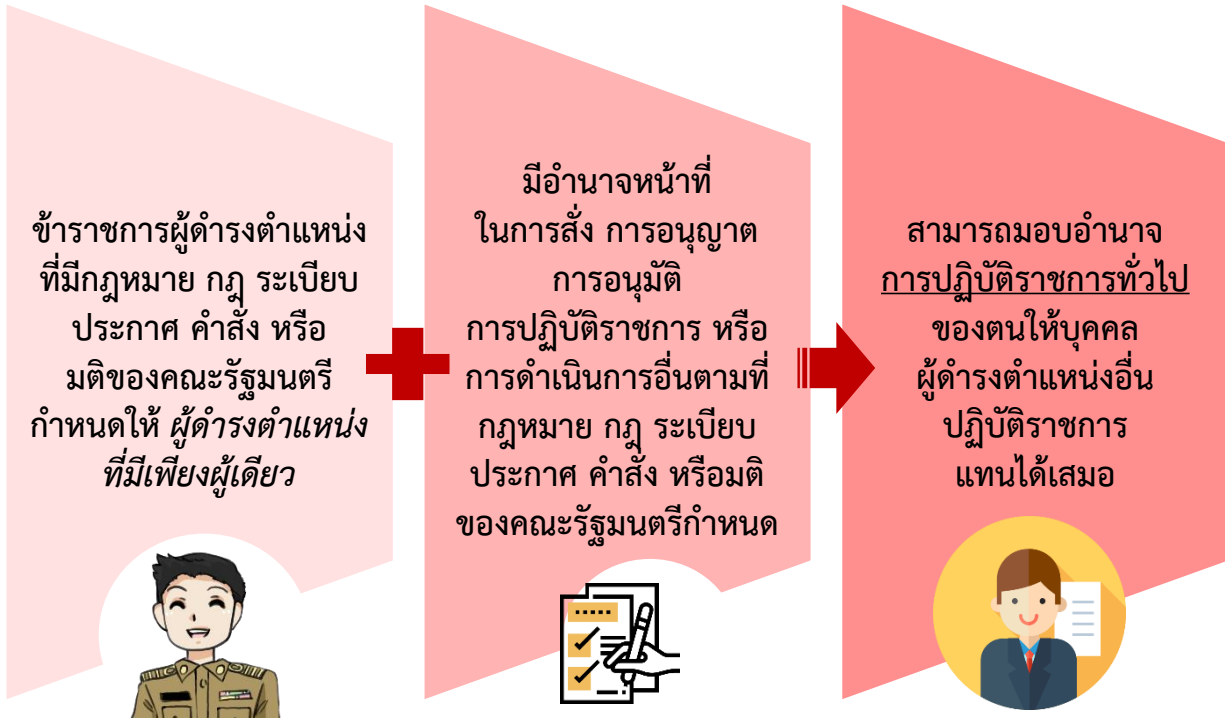 ข้าราชการผู้ดำรงตำแหน่ง
ที่มีกฎหมาย กฎ ระเบียบ
ประกาศ คำสั่ง หรือ
มติของคณะรัฐมนตรี
กำหนดให้ ผู้ดำรงตำแหน่ง
ที่มีเพียงผู้เดียว
มีอำนาจหน้าที่
ในการสั่ง การอนุญาต
การอนุมัติ
การปฏิบัติราชการ หรือ
การดำเนินการอื่นตามที่
กฎหมาย กฎ ระเบียบ
ประกาศ คำสั่ง หรือมติ
ของคณะรัฐมนตรีกำหนด
สามารถมอบอำนาจ
การปฏิบัติราชการทั่วไป
ของตนให้บุคคล
ผู้ดำรงตำแหน่งอื่น
ปฏิบัติราชการ
แทนได้เสมอ